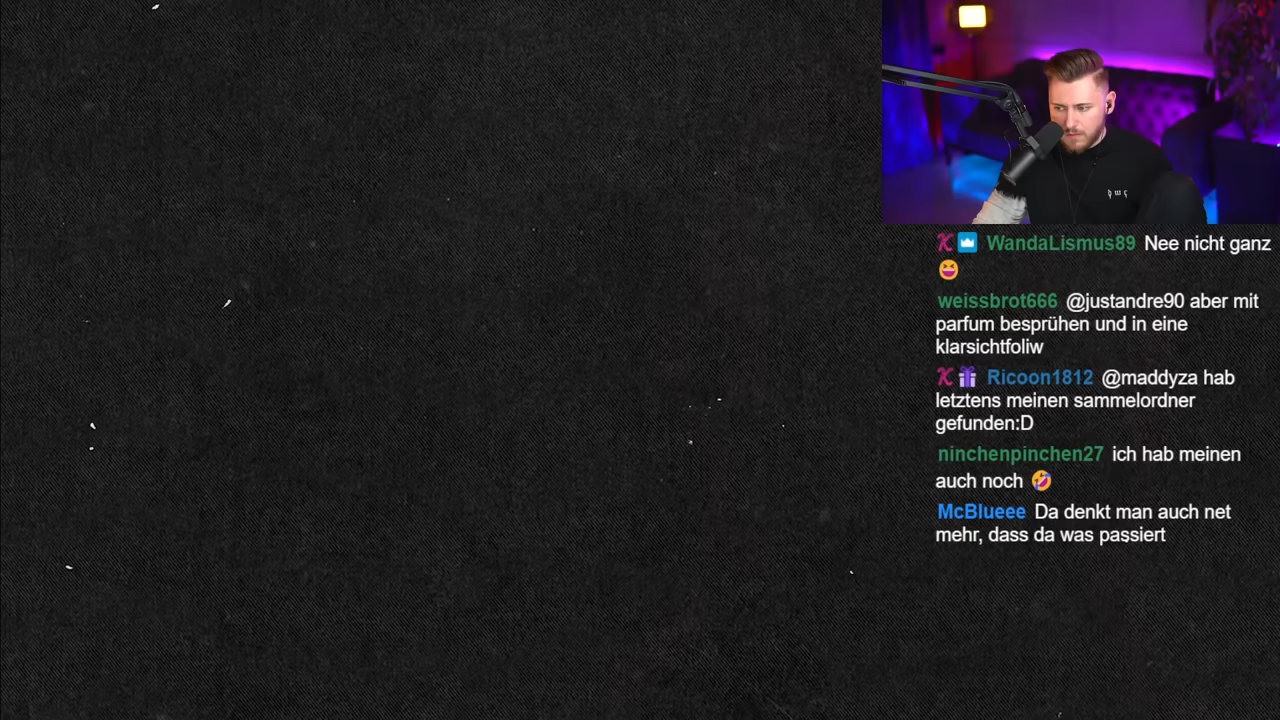 WandaLismus89 Nee nicht ganz
weissbrot666 @justandre90 aber mit
parfum besprühen und in eine
klarsichtfoliw
Ricoon1812 @maddyza hab
letztens meinen sammelordner
gefunden:D
ninchenpinchen27 ich hab meinen
auch noch
McBlueee Da denkt man auch net
mehr, dass da was passiert